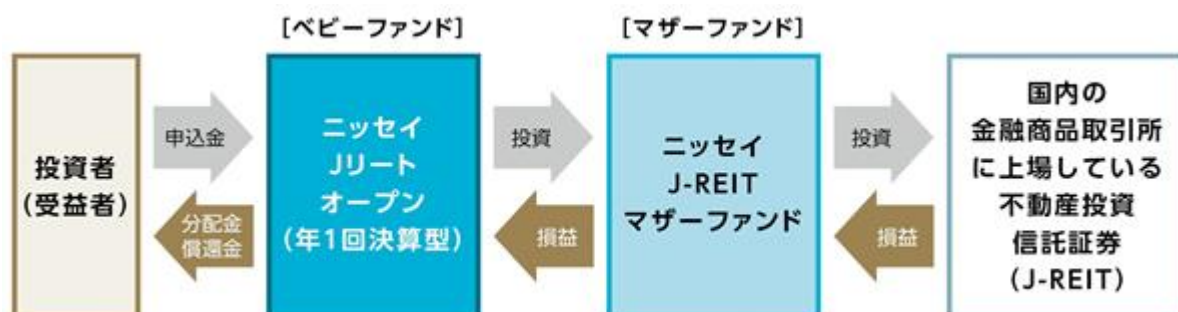 ［ベビーファンド］
［マザーファンド］
投資者
（受益者）
申込金
分配金
償還金
ニッセイ
Jリート
オープン
（年1回決算型）
投資
損益
ニッセイ
J-REIT
マザーファンド
投資
損益
国内の
金融商品取引所
に上場している
不動産投資
信託証券
（J-REIT）